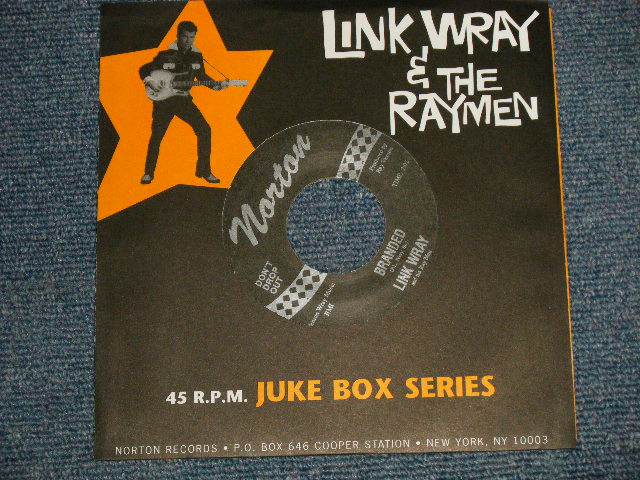 LINK WRAY
& THE
RAYMEN
Norton
DON'T
DROP
OUT
BMI
BRANDED
LINK WRAY
45 R.P.M. JUKE BOX SERIES
NORTON RECORDS • P.O. BOX 646 COOPER STATION • NEW YORK, NY 10003